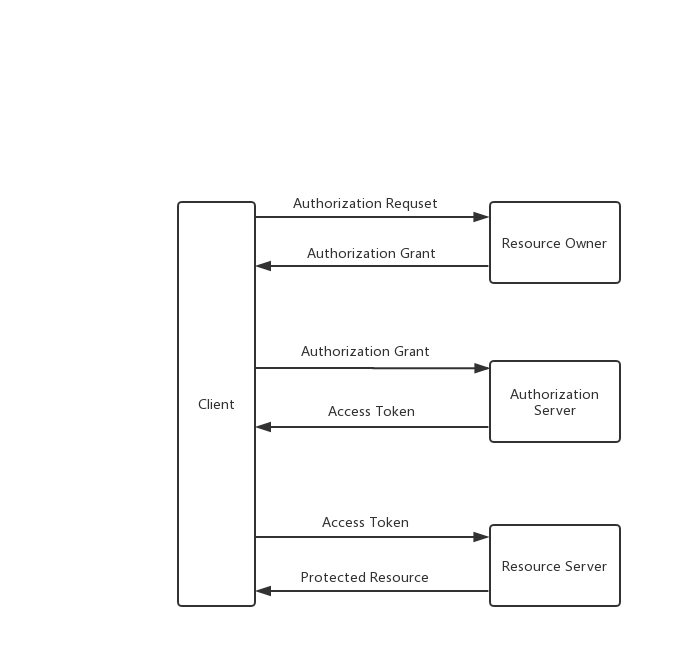 Authorization Requset
Resource Owner
Authorization Grant
Authorization Grant
Authorization
Server
Client
Access Token
Access Token
Resource Server
Protected Resource